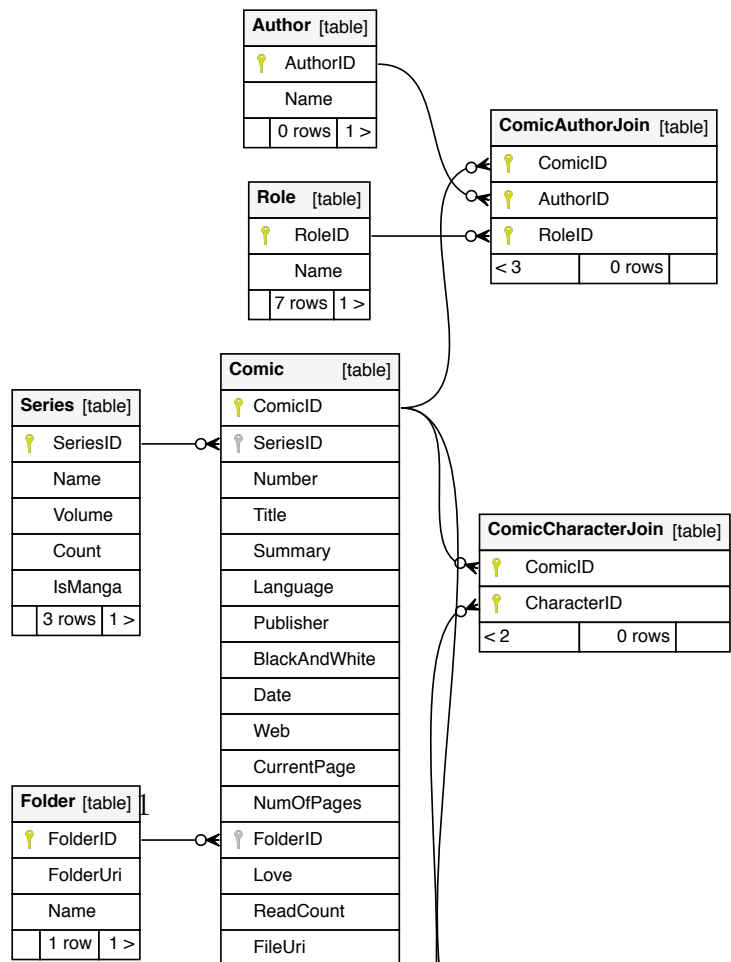 Author [table]
AuthorID
Name
0 rows 1 >
ComicAuthorJoin [table]
ComicID
AuthorID
RoleID
< 3 0 rows
Role [table]
RoleID
Name
7 rows 1 >
Comic [table]
ComicID
SeriesID
Number
Title
Summary
Language
Publisher
BlackAndWhite
Date
Web
CurrentPage
NumOfPages
FolderID
Love
ReadCount
FileUri
Series [table]
SeriesID
Name
Volume
Count
IsManga
3 rows 1 >
ComicCharacterJoin [table]
ComicID
CharacterID
< 2 0 rows
Folder [table] 1
FolderID
FolderUri
Name
1 row 1 >